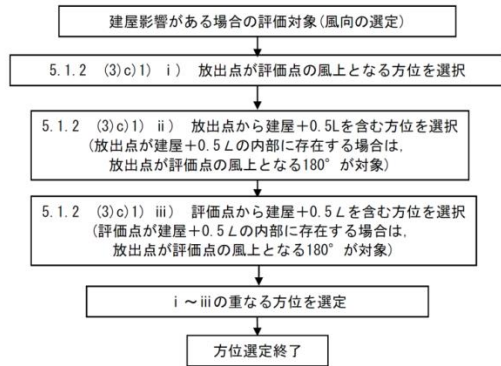 建屋影響がある場合の評価対象(風向の選定)
5.1.2 (3)c)1) ⅰ) 放出点が評価点の風上となる方位を選択
5.1.2 (3)c)1) ⅱ) 放出点から建屋+0.5Lを含む方位を選択
(放出点が建屋+0.5Lの内部に存在する場合は,
放出点が評価点の風上となる180°が対象)
5.1.2 (3)c)1) ⅲ) 評価点から建屋+0.5Lを含む方位を選択
(評価点が建屋+0.5Lの内部に存在する場合は,
放出点が評価点の風上となる180°が対象)
ⅰ~ⅲの重なる方位を選定
方位選定終了